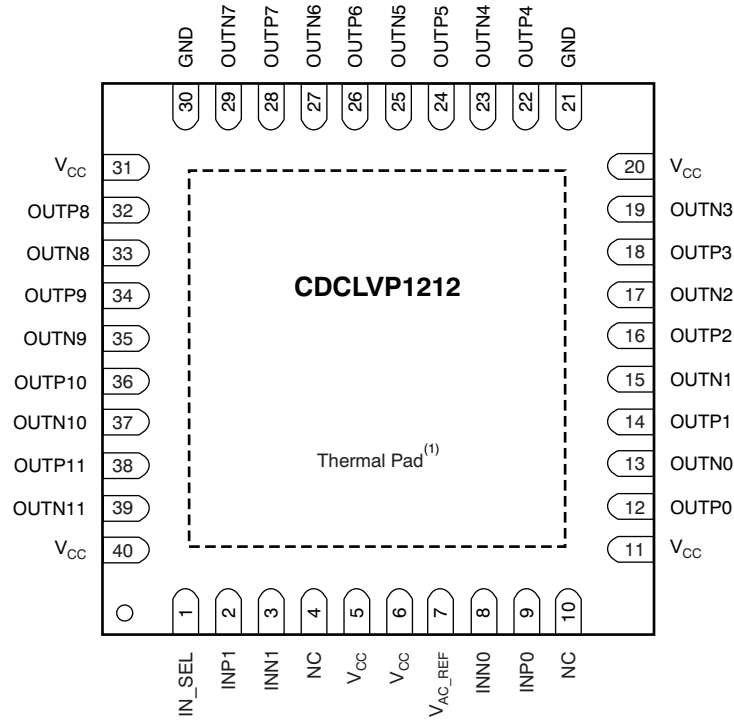 GND OUTN7 OUTP7 OUTN6 OUTP6 OUTN5 OUTP5 OUTN4 OUTP4 GND
30 29 28 27 26 25 24 23 22 21
VCC 31 20 VCC
OUTP8 32 19 OUTN3
OUTN8 33 18 OUTP3
OUTP9 34 17 OUTN2
OUTN9 35 16 OUTP2
OUTP10 36 15 OUTN1
OUTN10 37 14 OUTP1
OUTP11 38 13 OUTN0
OUTN11 39 12 OUTP0
VCC 40 11 VCC
CDCLVP1212
Thermal Pad(1)
1 2 3 4 5 6 7 8 9 10
IN_SEL INP1 INN1 NC VCC VCC VAC_REF INN0 INP0 NC